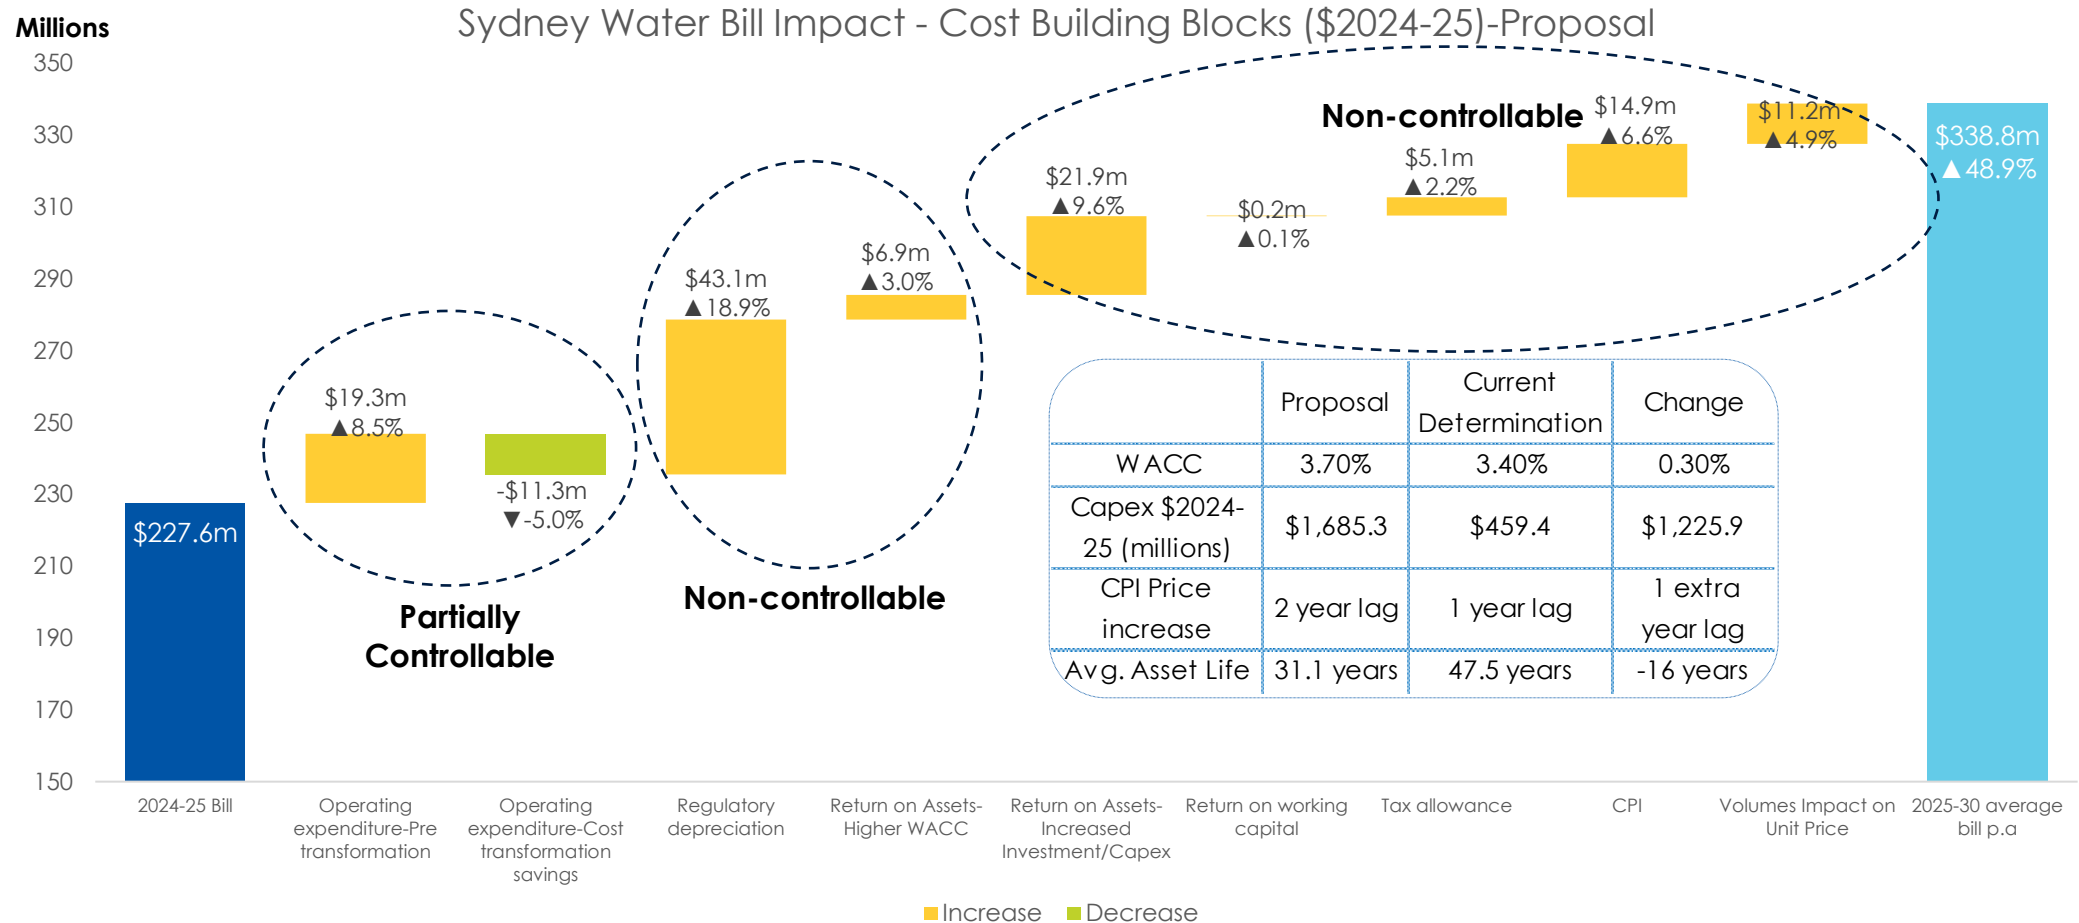 Sydney Water Bill Impact - Cost Building Blocks ($2024-25)-Proposal
Millions
350
330
310
290
270
250
230
210
190
170
150
$227.6m
$19.3m
▲8.5%
-$11.3m
▼-5.0%
Partially
Controllable
$43.1m
▲18.9%
$6.9m
▲3.0%
Non-controllable
$21.9m
▲9.6%
$0.2m
▲0.1%
Non-controllable
$5.1m
▲2.2%
$14.9m
▲6.6%
$11.2m
▲4.9%
$338.8m
▲48.9%
Proposal
Current
Determination
Change
WACC
3.70%
3.40%
0.30%
Capex $2024-
25 (millions)
$1,685.3
$459.4
$1,225.9
CPI Price
increase
2 year lag
1 year lag
1 extra
year lag
Avg. Asset Life
31.1 years
47.5 years
-16 years
2024-25 Bill
Operating
expenditure-Pre
transformation
Operating
expenditure-Cost
transformation
savings
Regulatory
depreciation
Return on Assets-
Higher WACC
Return on Assets-
Increased
Investment/Capex
Return on working
capital
Tax allowance
CPI
Volumes Impact on
Unit Price
2025-30 average
bill p.a
Increase
Decrease